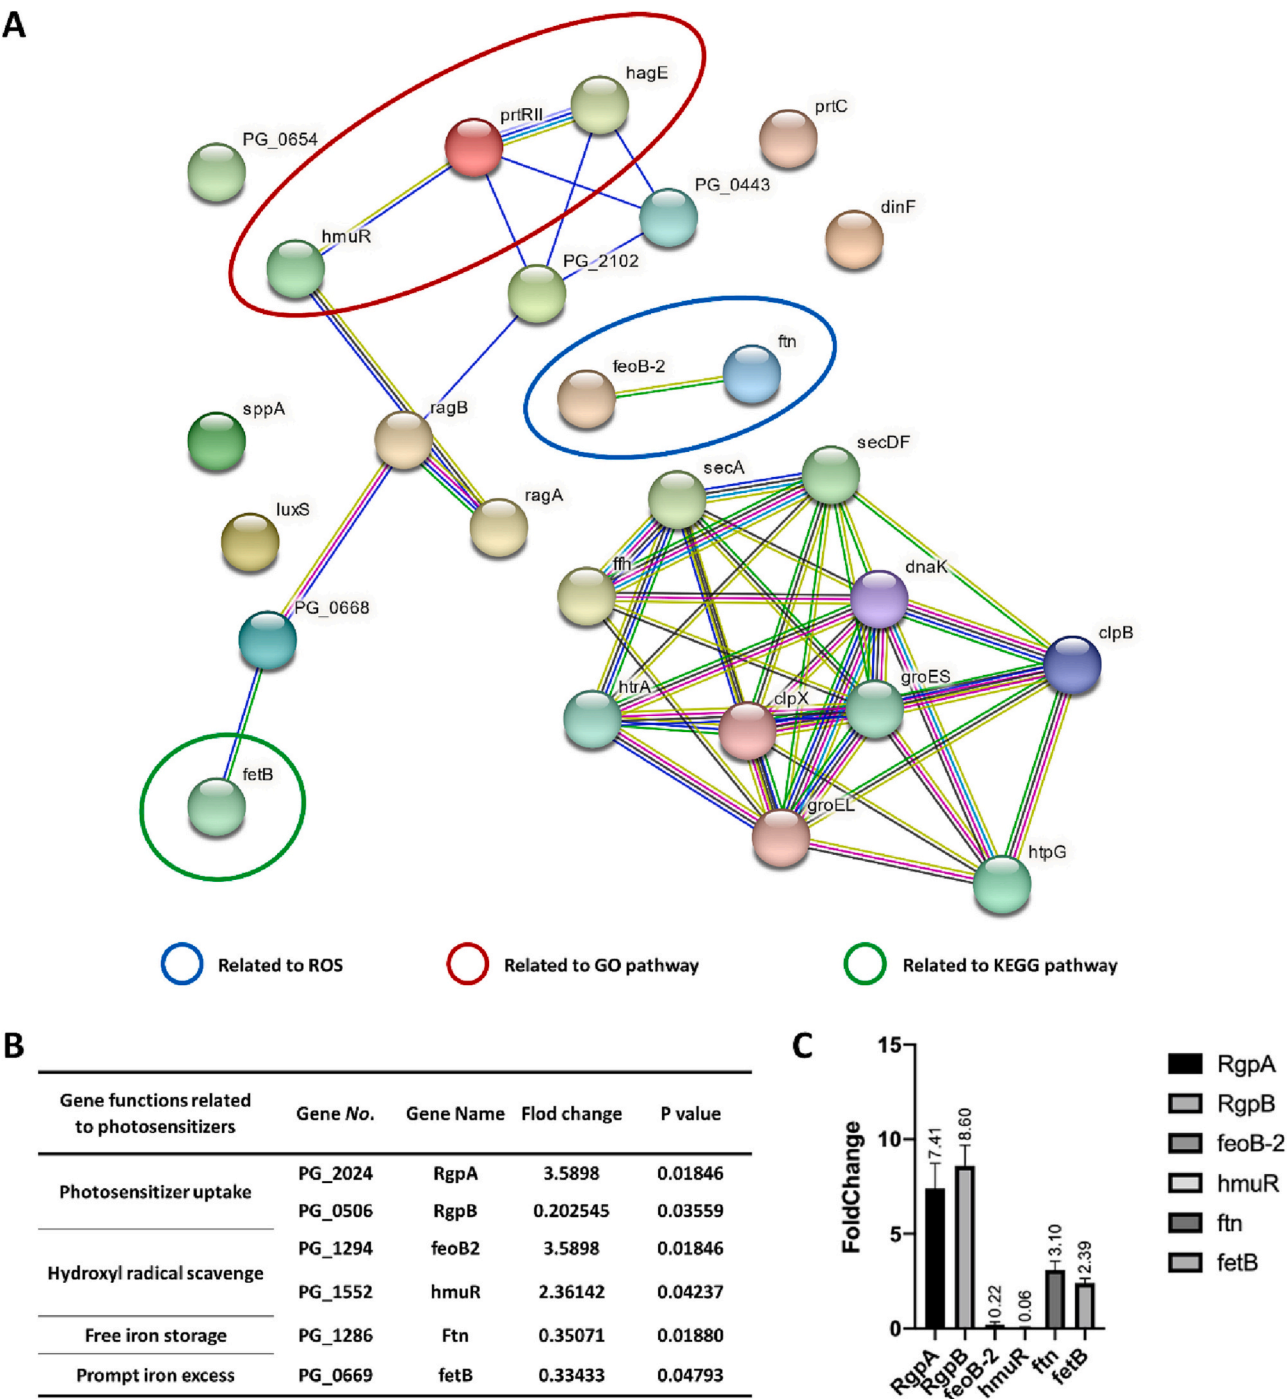 A
hagE
prtRII
prtC
PG_0654
PG_0443
dinF
hmuR
PG_2102
ftn
feoB-2
ragB
sppA
secDF
secA
ragA
luxS
ffh
dnaK
PG_0668
clpB
groES
htrA
clpX
fetB
groEL
htpG
Related to ROS
Related to GO pathway
Related to KEGG pathway
B
Gene functions related
to photosensitizers
Gene No.
Gene Name
Flod change
P value
Photosensitizer uptake
PG_2024 RgpA 3.5898 0.01846
PG_0506 RgpB 0.202545 0.03559
Hydroxyl radical scavenge
PG_1294 feoB2 3.5898 0.01846
PG_1552 hmuR 2.36142 0.04237
Free iron storage PG_1286 Ftn 0.35071 0.01880
Prompt iron excess PG_0669 fetB 0.33433 0.04793
C
FoldChange
15
10
5
0
7.41
8.60
0.22
0.06
3.10
2.39
RgpA
RgpB
feoB-2
hmuR
ftn
fetB
RgpA
RgpB
feoB-2
hmuR
ftn
fetB